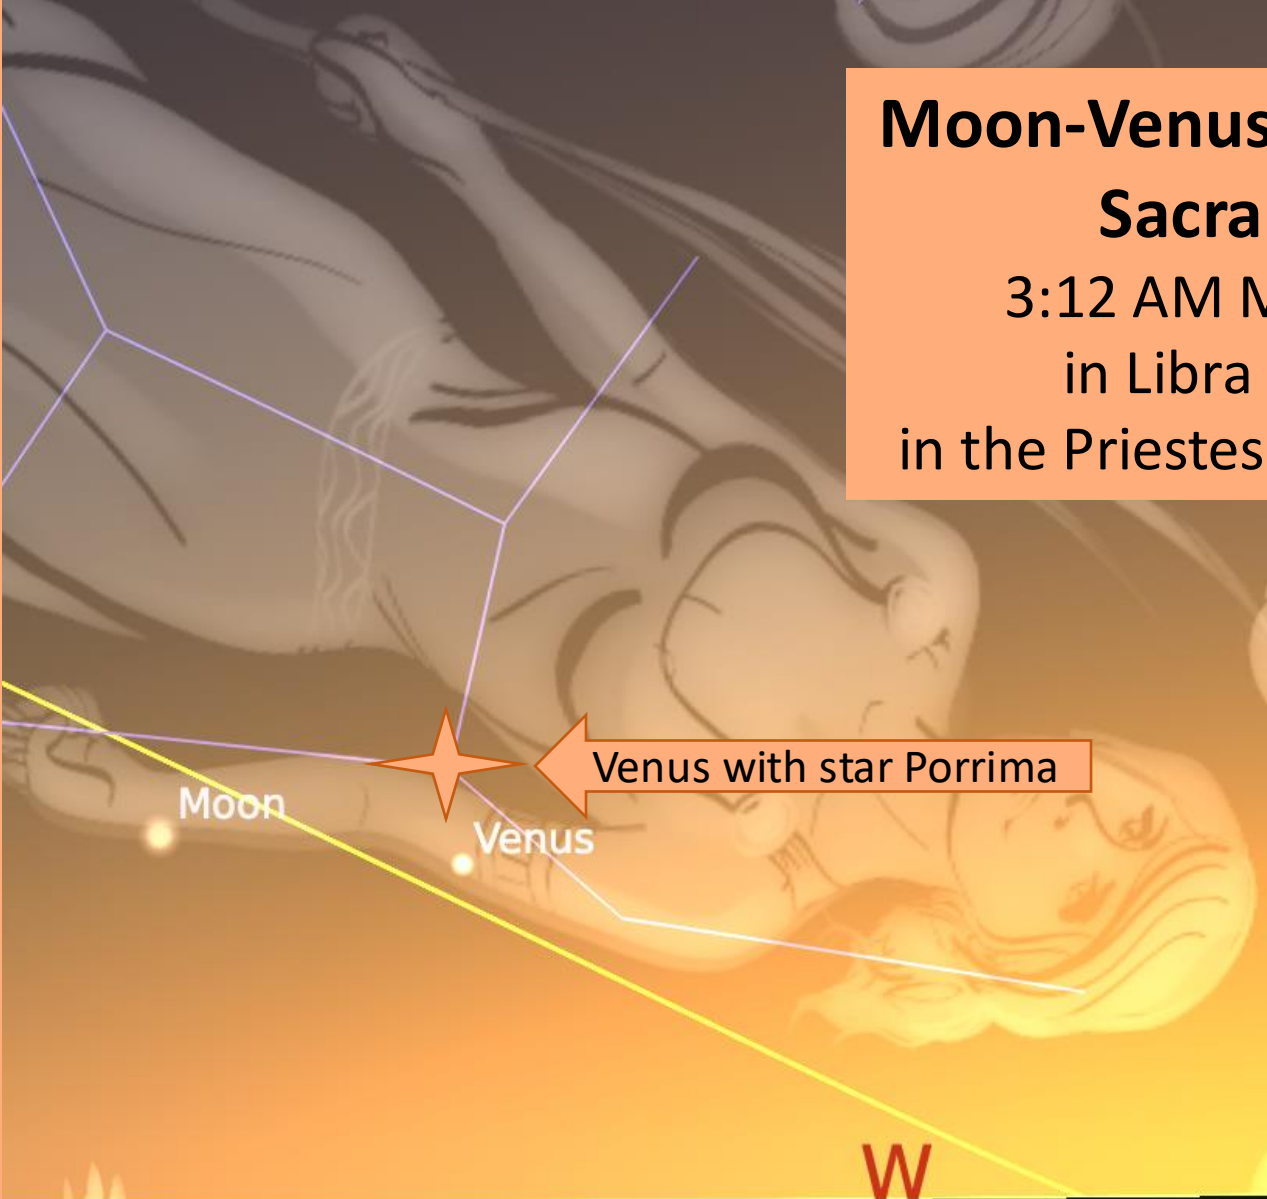 Moon-Venus
Sacra
3:12 AM M
in Libra
in the Priestes
Venus with star Porrima
Moon
Venus
W